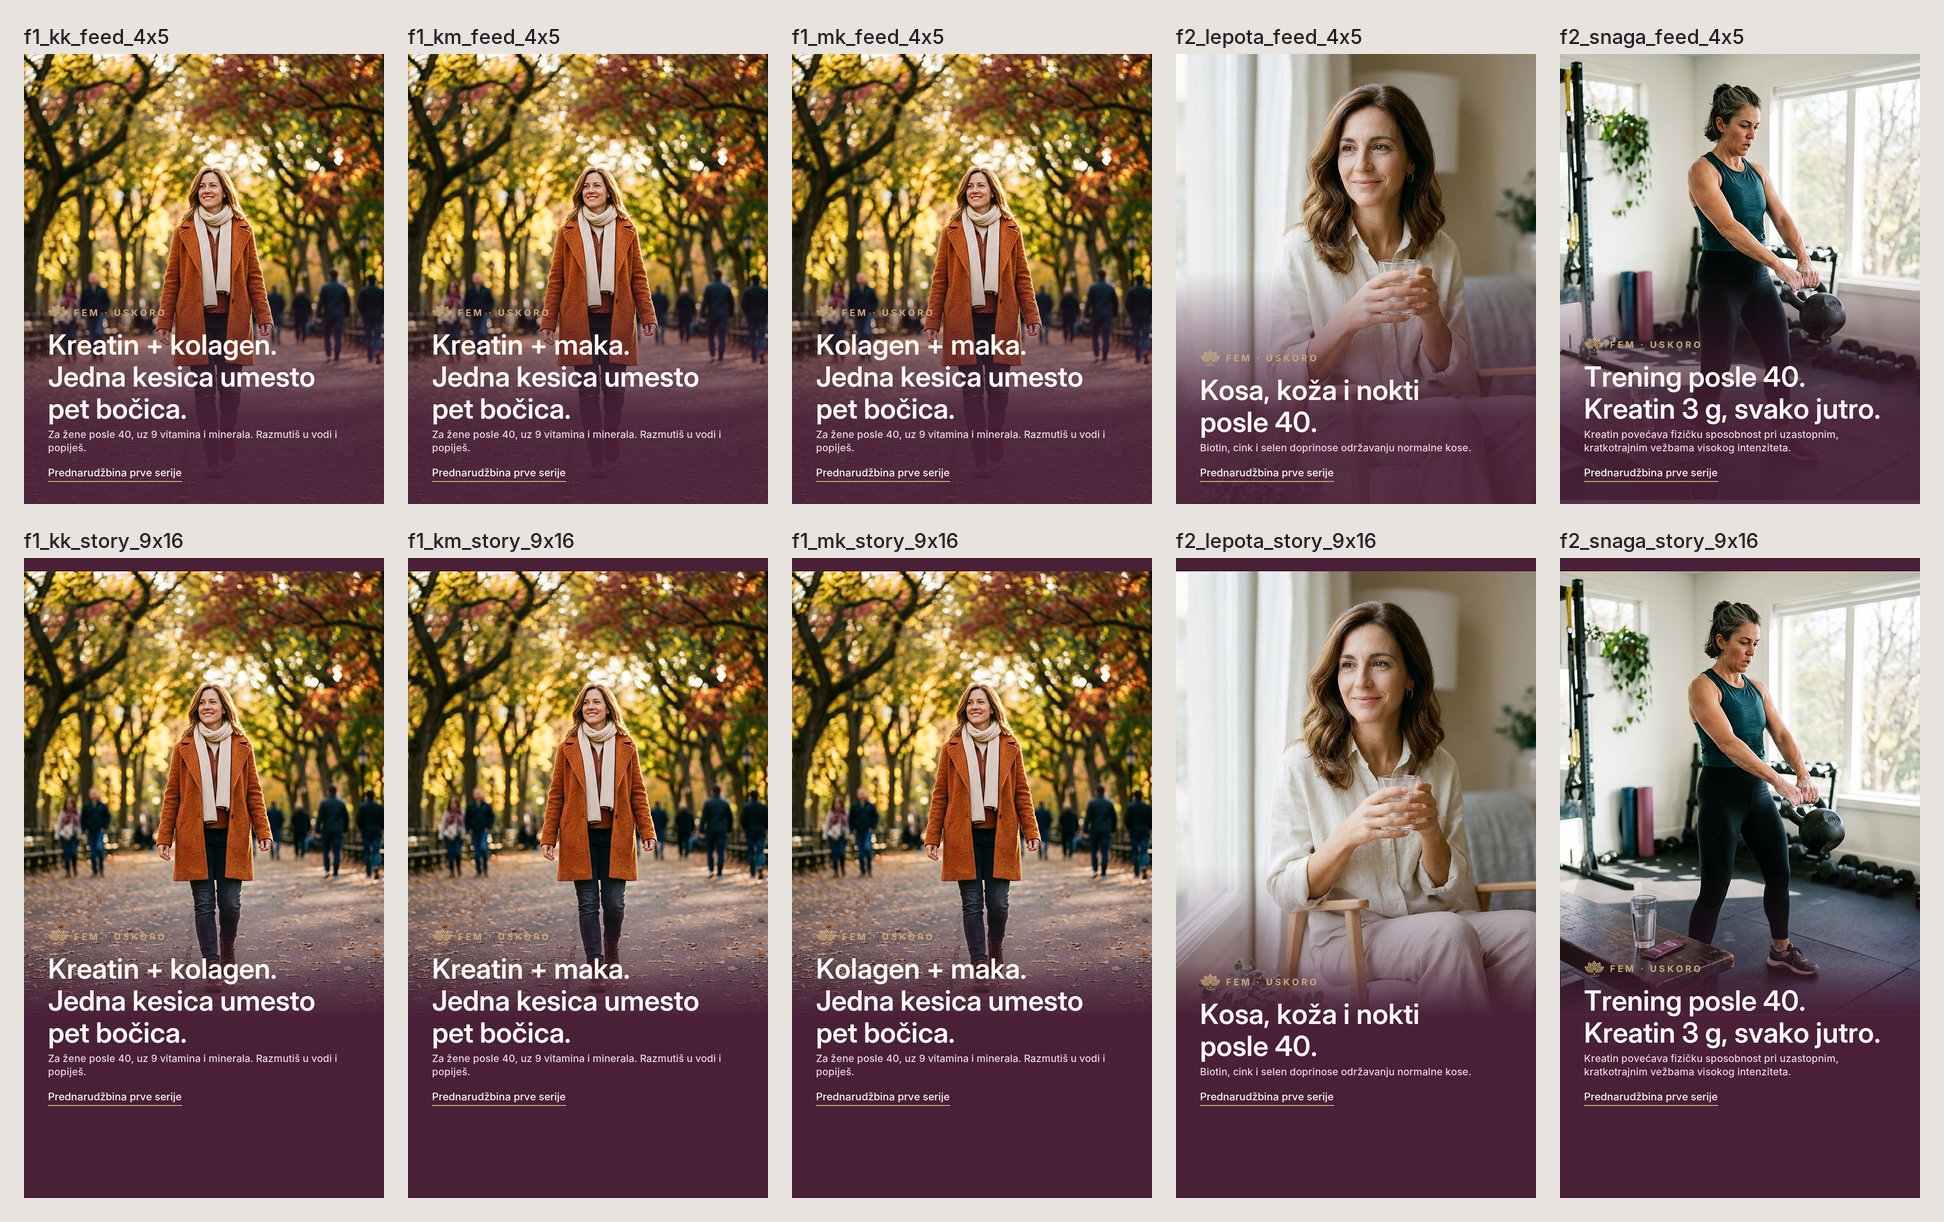 f1_kk_feed_4x5
FEM · USKORO
Kreatin + kolagen.
Jedna kesica umesto
pet bočica.
Za žene posle 40, uz 9 vitamina i minerala. Razmutiš u vodi i
popiješ.
Prednarudžbina prve serije
f1_km_feed_4x5
FEM · USKORO
Kreatin + maka.
Jedna kesica umesto
pet bočica.
Za žene posle 40, uz 9 vitamina i minerala. Razmutiš u vodi i
popiješ.
Prednarudžbina prve serije
f1_mk_feed_4x5
FEM · USKORO
Kolagen + maka.
Jedna kesica umesto
pet bočica.
Za žene posle 40, uz 9 vitamina i minerala. Razmutiš u vodi i
popiješ.
Prednarudžbina prve serije
f2_lepota_feed_4x5
FEM · USKORO
Kosa, koža i nokti
posle 40.
Biotin, cink i selen doprinose održavanju normalne kose.
Prednarudžbina prve serije
f2_snaga_feed_4x5
FEM · USKORO
Trening posle 40.
Kreatin 3 g, svako jutro.
Kreatin povećava fizičku sposobnost pri uzastopnim,
kratkotrajnim vežbama visokog intenziteta.
Prednarudžbina prve serije
f1_kk_story_9x16
FEM · USKORO
Kreatin + kolagen.
Jedna kesica umesto
pet bočica.
Za žene posle 40, uz 9 vitamina i minerala. Razmutiš u vodi i
popiješ.
Prednarudžbina prve serije
f1_km_story_9x16
FEM · USKORO
Kreatin + maka.
Jedna kesica umesto
pet bočica.
Za žene posle 40, uz 9 vitamina i minerala. Razmutiš u vodi i
popiješ.
Prednarudžbina prve serije
f1_mk_story_9x16
FEM · USKORO
Kolagen + maka.
Jedna kesica umesto
pet bočica.
Za žene posle 40, uz 9 vitamina i minerala. Razmutiš u vodi i
popiješ.
Prednarudžbina prve serije
f2_lepota_story_9x16
FEM · USKORO
Kosa, koža i nokti
posle 40.
Biotin, cink i selen doprinose održavanju normalne kose.
Prednarudžbina prve serije
f2_snaga_story_9x16
FEM · USKORO
Trening posle 40.
Kreatin 3 g, svako jutro.
Kreatin povećava fizičku sposobnost pri uzastopnim,
kratkotrajnim vežbama visokog intenziteta.
Prednarudžbina prve serije